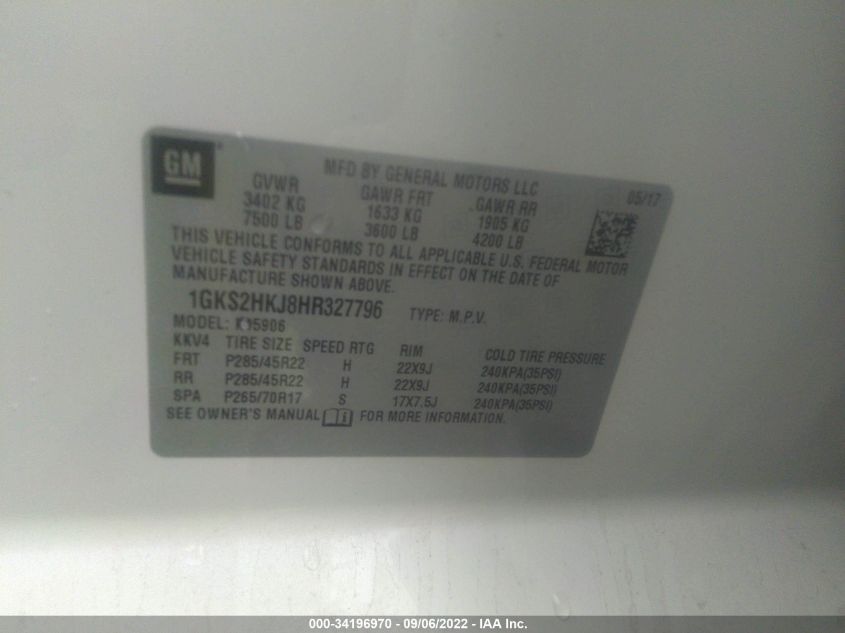 GM
MFD BY GENERAL MOTORS LLC 05/17
GVWR GAWR FRT GAWR RR
3402 KG 1633 KG 1905 KG
7500 LB 3600 LB 4200 LB
THIS VEHICLE CONFORMS TO ALL APPLICABLE U.S. FEDERAL MOTOR
VEHICLE SAFETY STANDARDS IN EFFECT ON THE DATE OF
MANUFACTURE SHOWN ABOVE.
1GKS2HKJ8HR327796 TYPE: M.P.V.
MODEL: K15906
KKV4 TIRE SIZE SPEED RTG RIM COLD TIRE PRESSURE
FRT P285/45R22 H 22X9J 240KPA(35PSI)
RR P285/45R22 H 22X9J 240KPA(35PSI)
SPA P265/70R17 S 17X7.5J 240KPA(35PSI)
SEE OWNER'S MANUAL i FOR MORE INFORMATION.
000-34196970 - 09/06/2022 - IAA Inc.